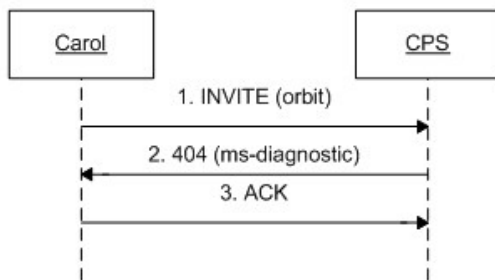 Carol
CPS
1. INVITE (orbit)
2. 404 (ms-diagnostic)
3. ACK